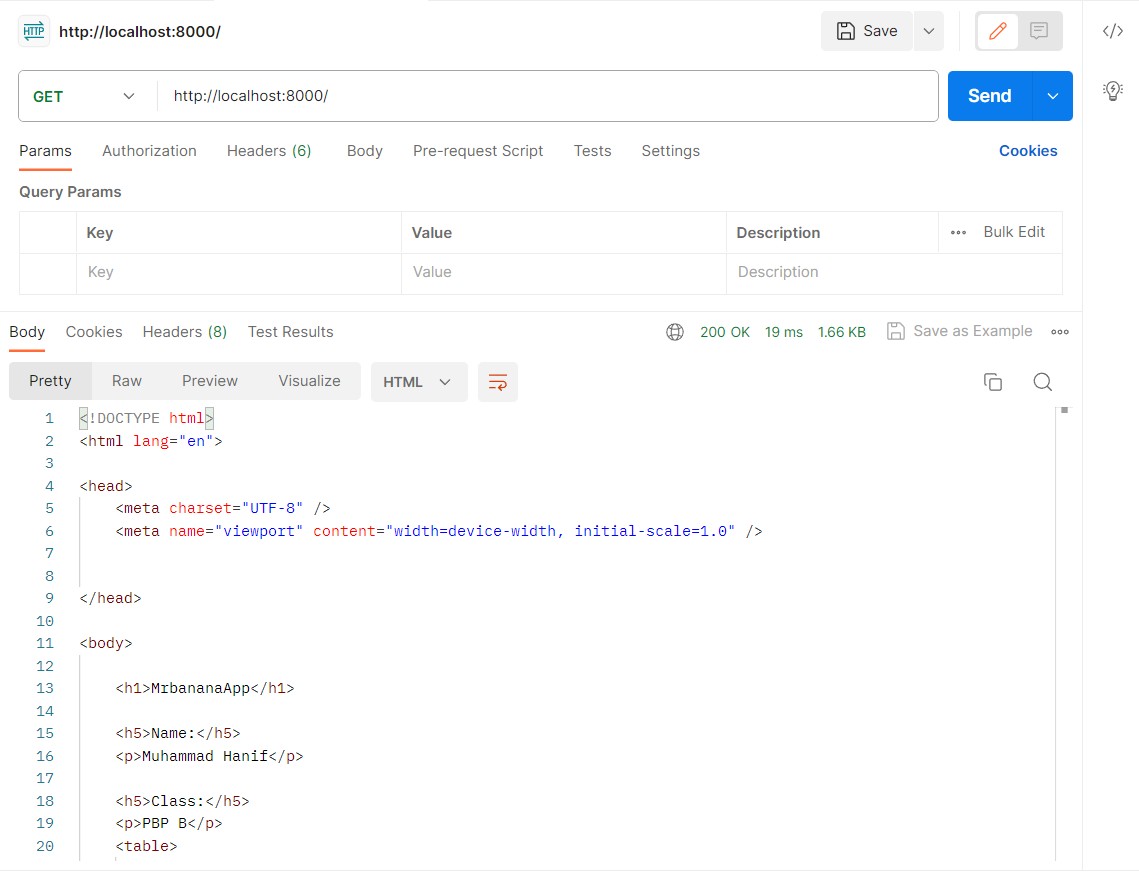 HTTP http://localhost:8000/ Save
GET http://localhost:8000/ Send
Params Authorization Headers (6) Body Pre-request Script Tests Settings Cookies
Query Params
Key Value Description Bulk Edit
Key Value Description
Body Cookies Headers (8) Test Results 200 OK 19 ms 1.66 KB Save as Example
Pretty Raw Preview Visualize HTML
1 <!DOCTYPE html>
2 <html lang="en">
3
4 <head>
5 <meta charset="UTF-8" />
6 <meta name="viewport" content="width=device-width, initial-scale=1.0" />
7
8
9 </head>
10
11 <body>
12
13 <h1>MrbananaApp</h1>
14
15 <h5>Name:</h5>
16 <p>Muhammad Hanif</p>
17
18 <h5>Class:</h5>
19 <p>PBP B</p>
20 <table>